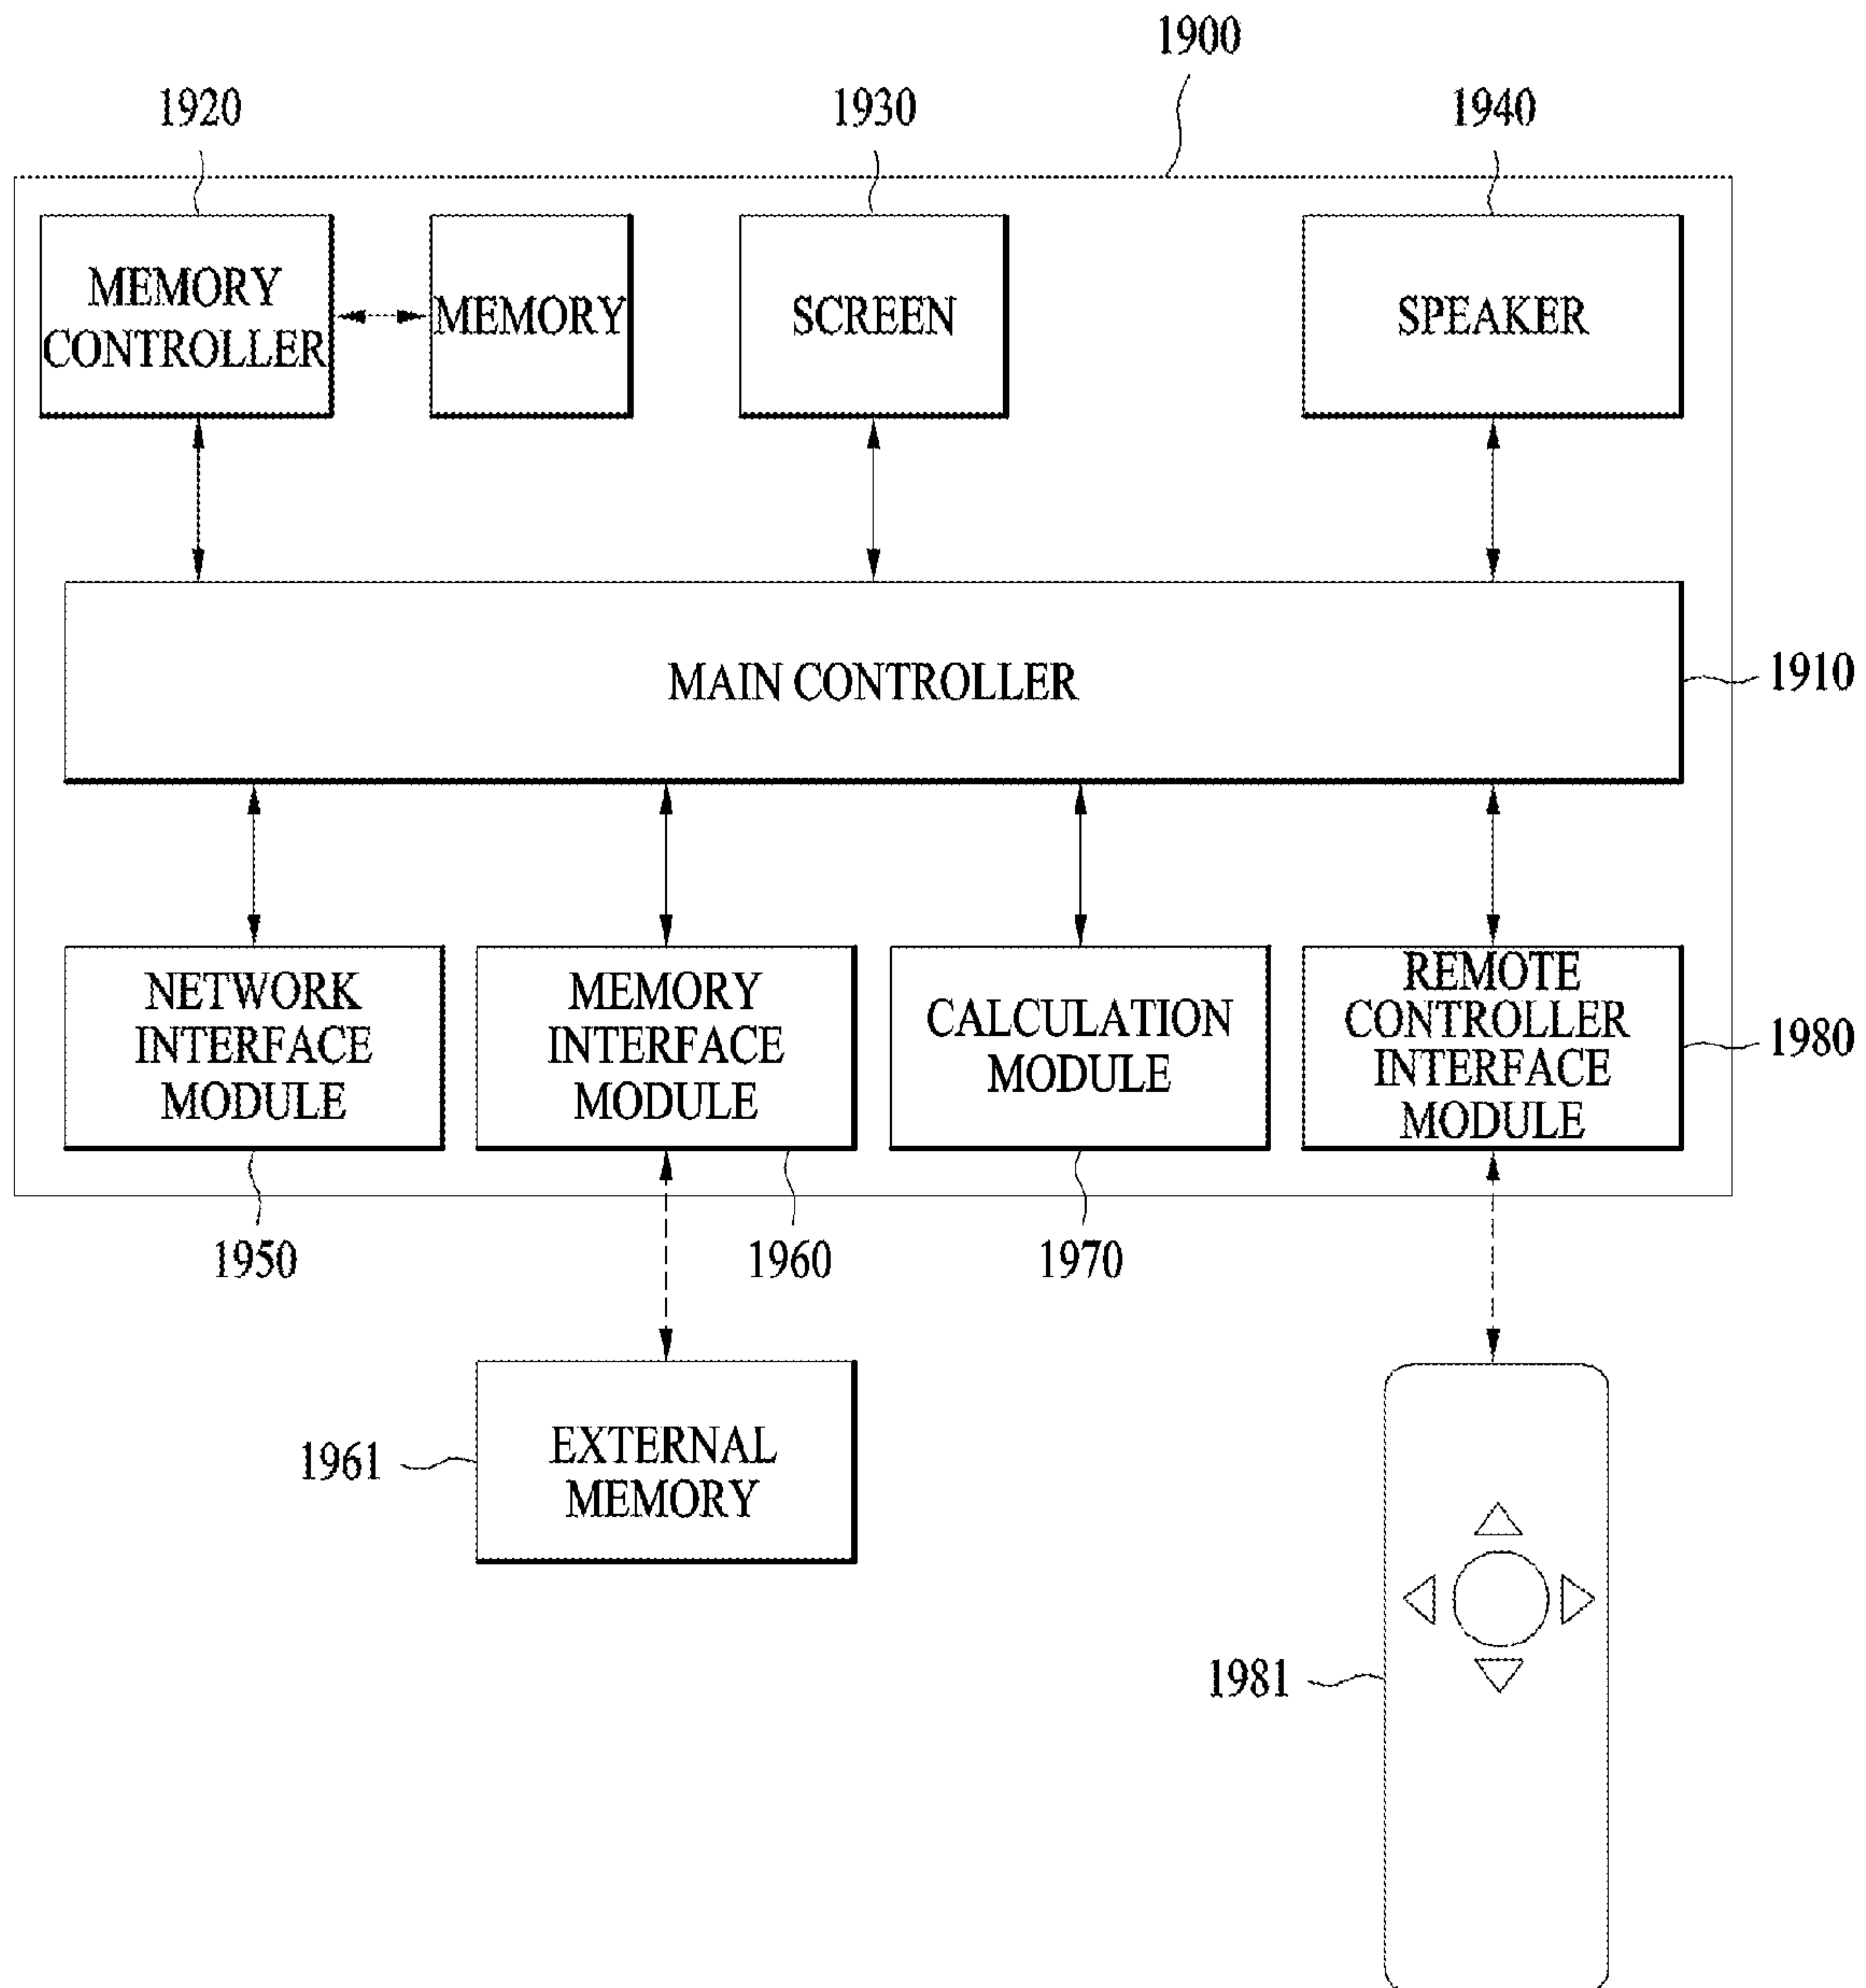 1900
1920
1930
1940
MEMORY
CONTROLLER
MEMORY
SCREEN
SPEAKER
MAIN CONTROLLER
1910
NETWORK
INTERFACE
MODULE
MEMORY
INTERFACE
MODULE
CALCULATION
MODULE
REMOTE
CONTROLLER
INTERFACE
MODULE
1980
1950
1960
1970
1961
EXTERNAL
MEMORY
1981